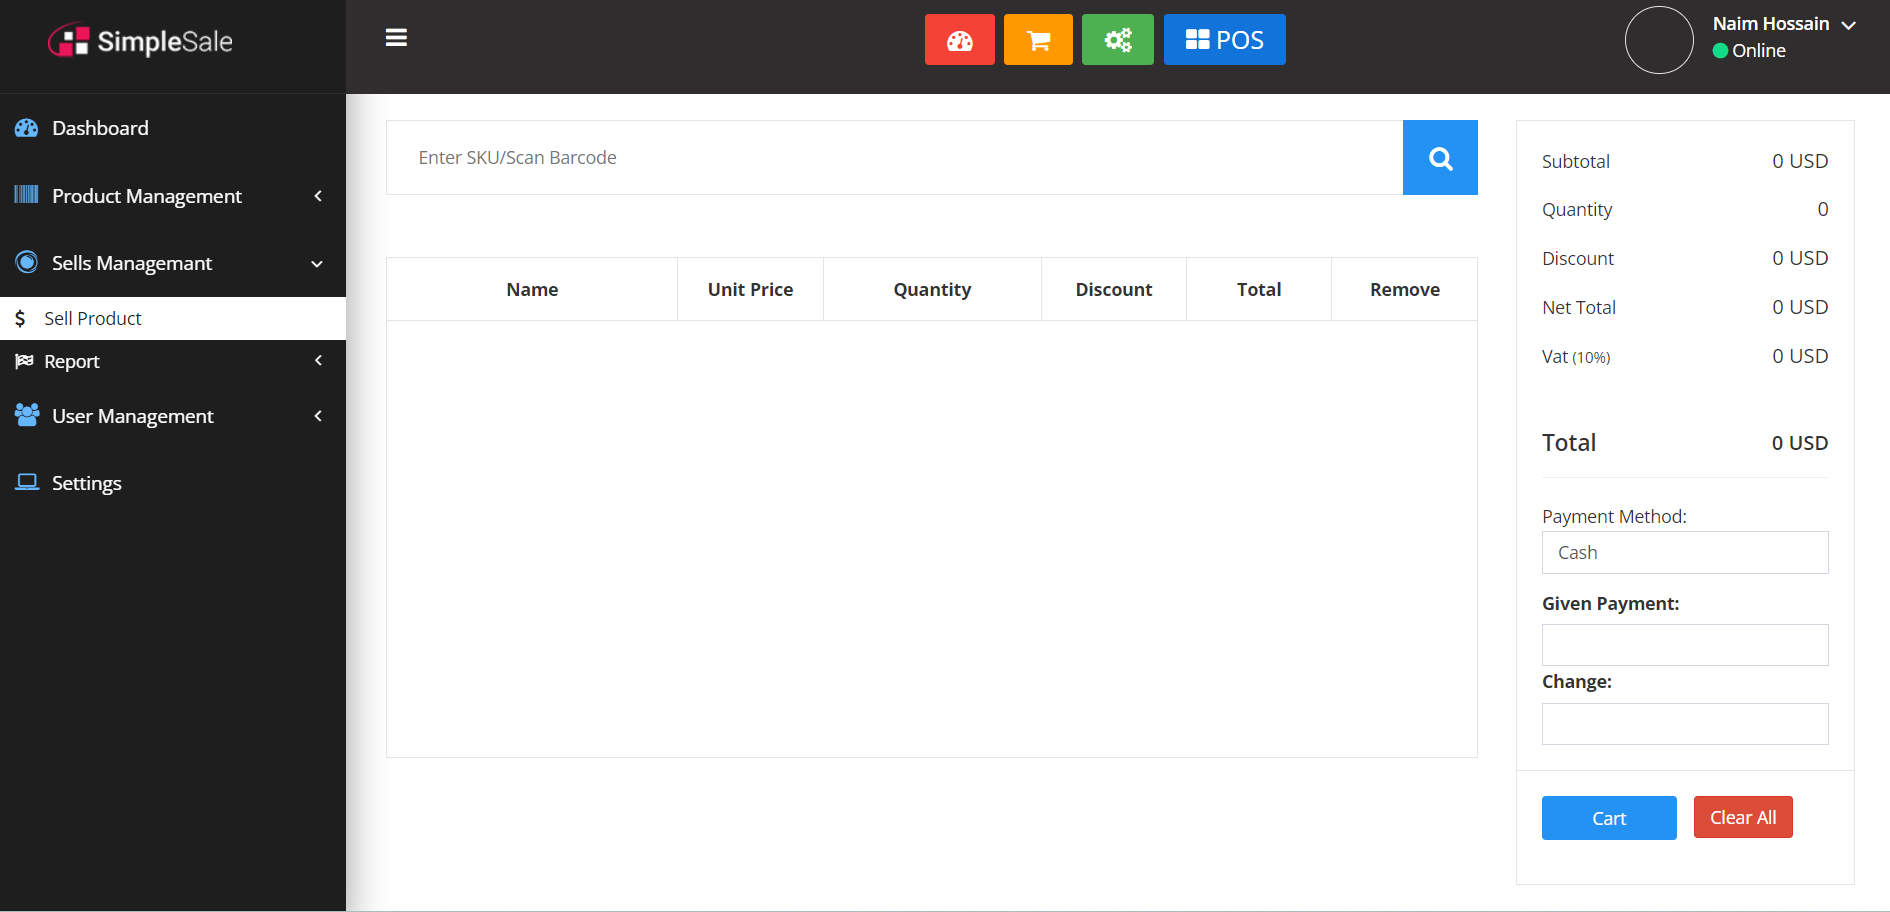 SimpleSale
POS
Naim Hossain
Online
Dashboard
Product Management
Sells Managemant
$ Sell Product
Report
User Management
Settings
Enter SKU/Scan Barcode
Name Unit Price Quantity Discount Total Remove
Subtotal 0 USD
Quantity 0
Discount 0 USD
Net Total 0 USD
Vat (10%) 0 USD
Total 0 USD
Payment Method:
Cash
Given Payment:
Change:
Cart Clear All